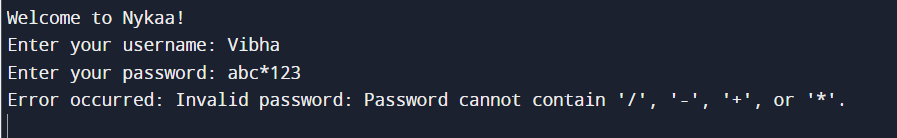 Welcome to Nykaa!
Enter your username: Vibha
Enter your password: abc*123
Error occurred: Invalid password: Password cannot contain '/', '-', '+', or '*'.